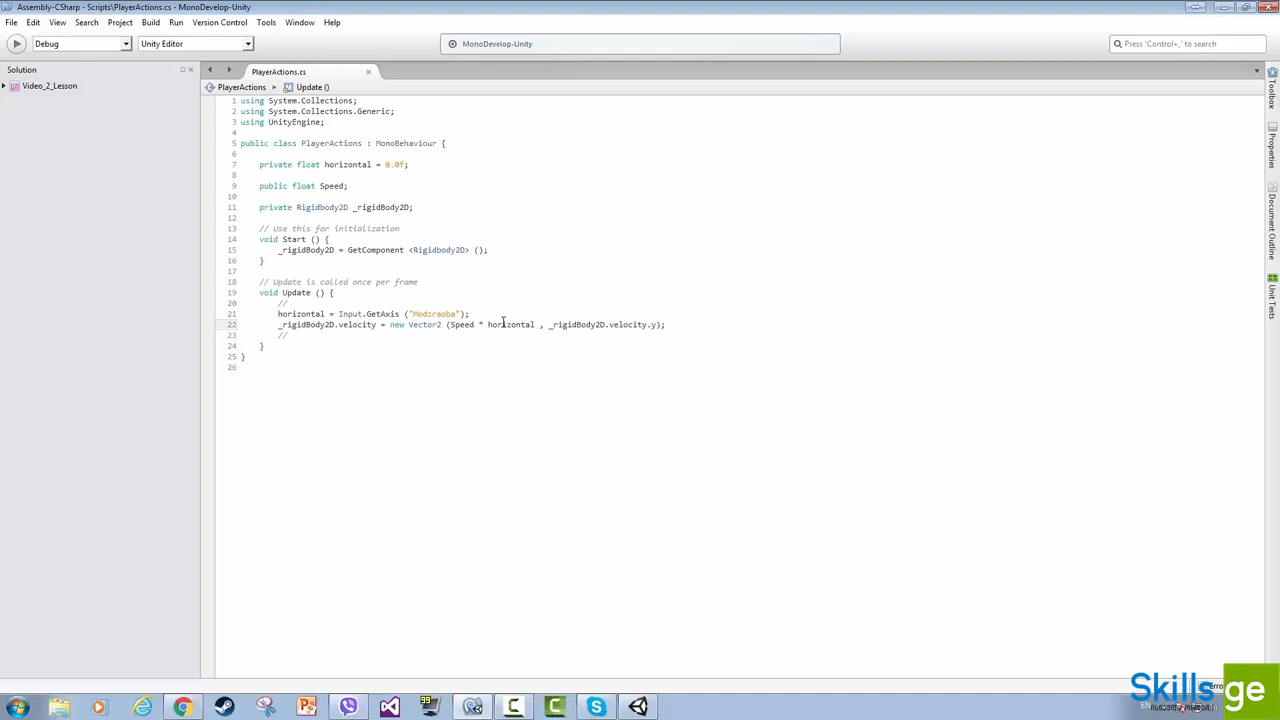 Assembly-CSharp - Scripts\PlayerActions.cs - MonoDevelop-Unity
File Edit View Search Project Build Run Version Control Tools Window Help
Debug Unity Editor MonoDevelop-Unity Press 'Control+,' to search
Solution
Video_2_Lesson
PlayerActions.cs
PlayerActions Update ()
1 using System.Collections;
2 using System.Collections.Generic;
3 using UnityEngine;
4
5 public class PlayerActions : MonoBehaviour {
6
7 private float horizontal = 0.0f;
8
9 public float Speed;
10
11 private Rigidbody2D _rigidBody2D;
12
13 // Use this for initialization
14 void Start () {
15 _rigidBody2D = GetComponent <Rigidbody2D> ();
16 }
17
18 // Update is called once per frame
19 void Update () {
20 //
21 horizontal = Input.GetAxis ("Modzraoba");
22 _rigidBody2D.velocity = new Vector2 (Speed * horizontal , _rigidBody2D.velocity.y);
23 //
24 }
25 }
26
Toolbox
Properties
Document Outline
Unit Tests
99
Skills ge